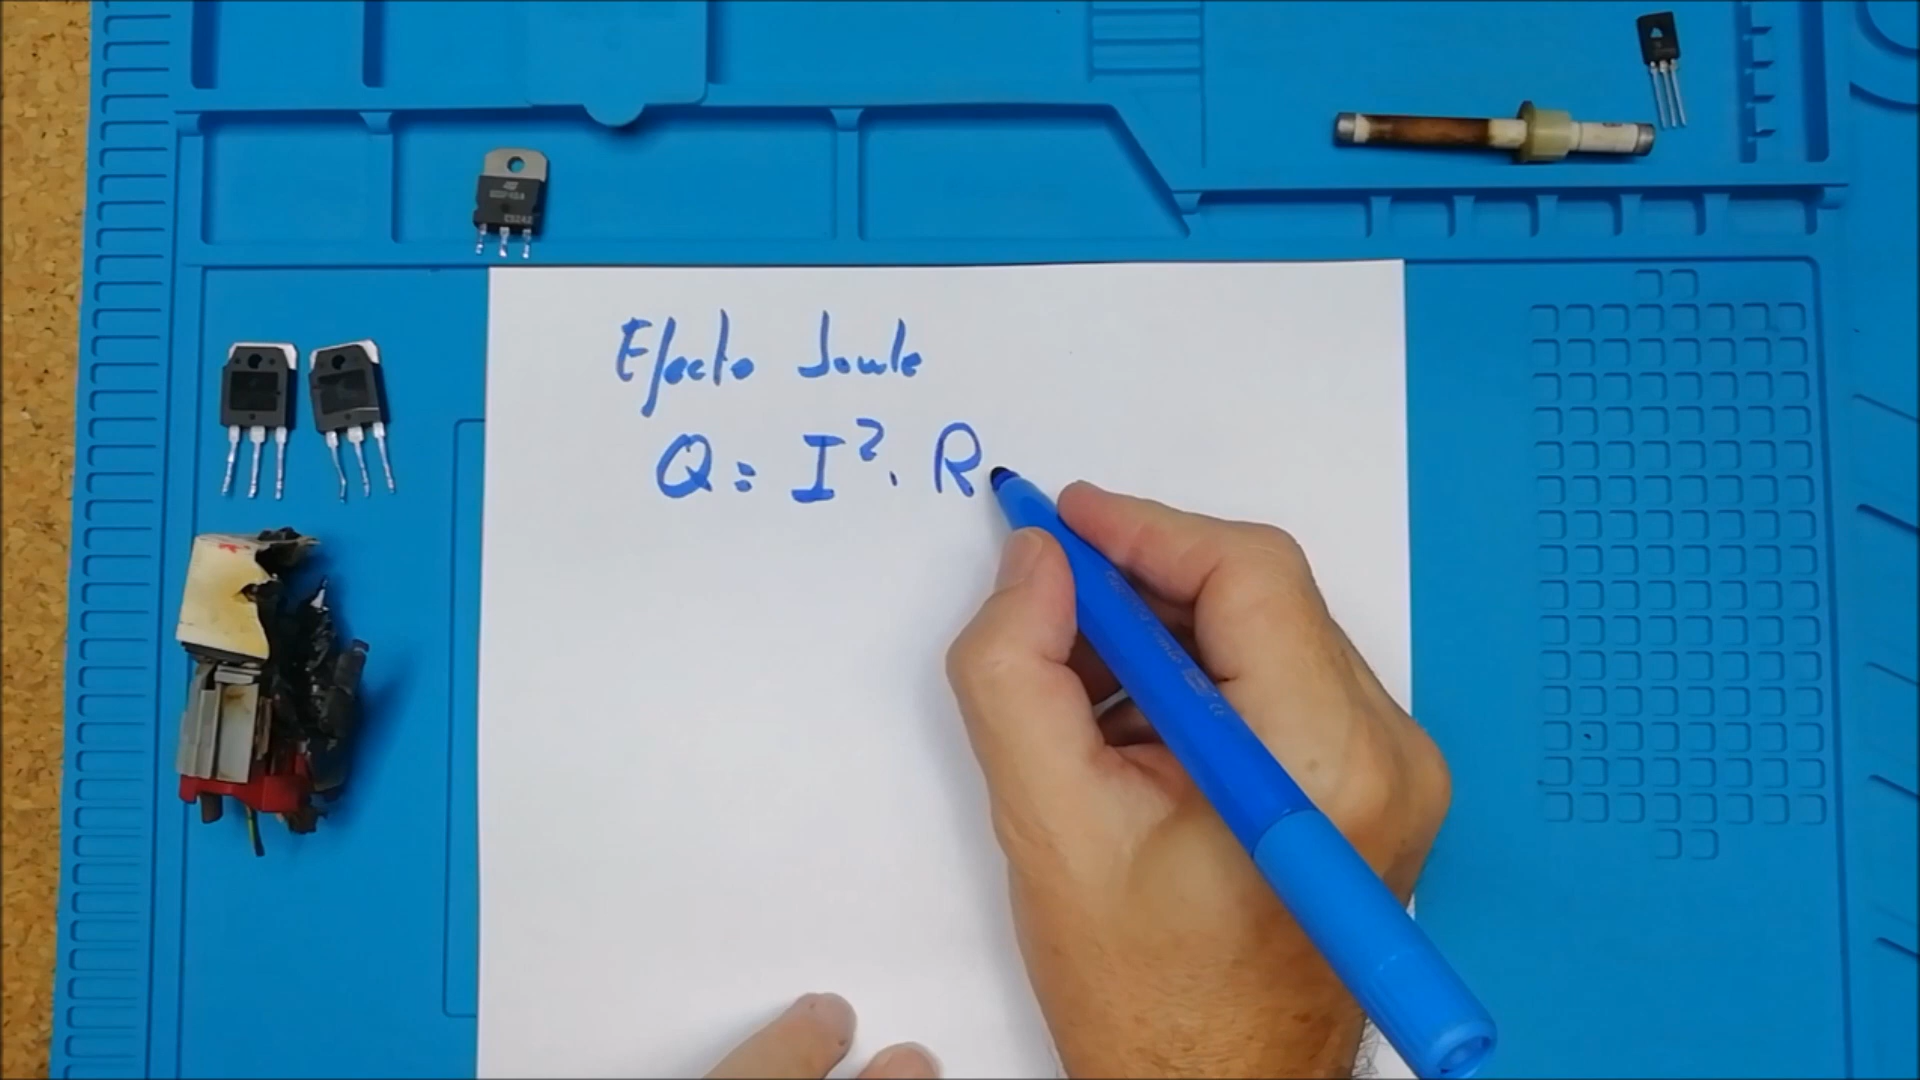 Efecto Joule
Q = I². R